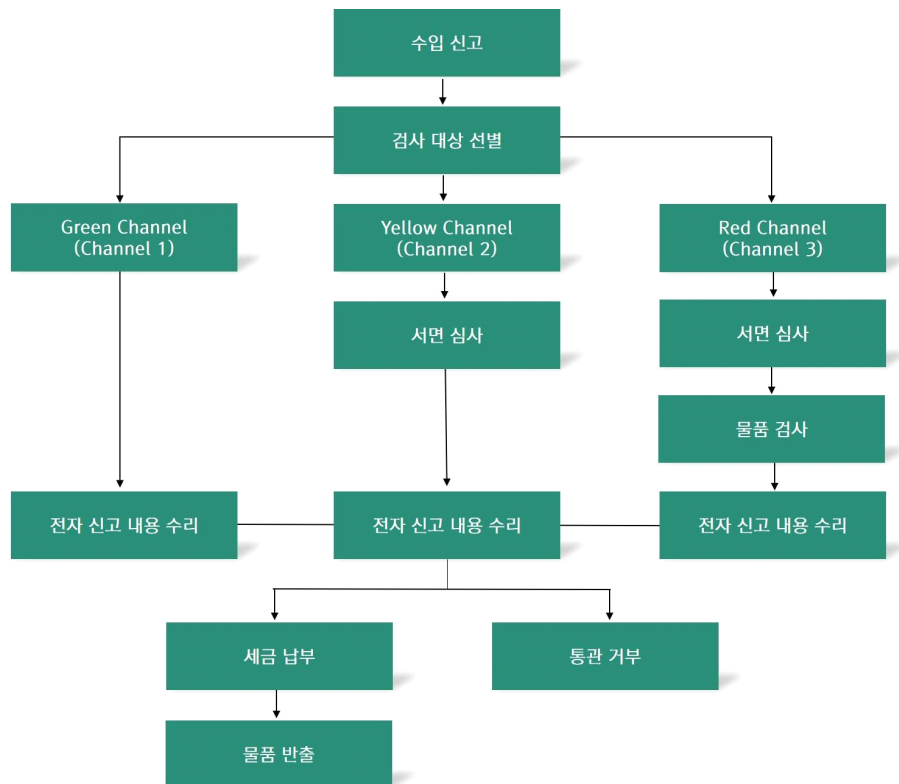 수입 신고
검사 대상 선별
Green Channel
(Channel 1)
Yellow Channel
(Channel 2)
Red Channel
(Channel 3)
서면 심사
서면 심사
물품 검사
전자 신고 내용 수리
전자 신고 내용 수리
전자 신고 내용 수리
세금 납부
통관 거부
물품 반출